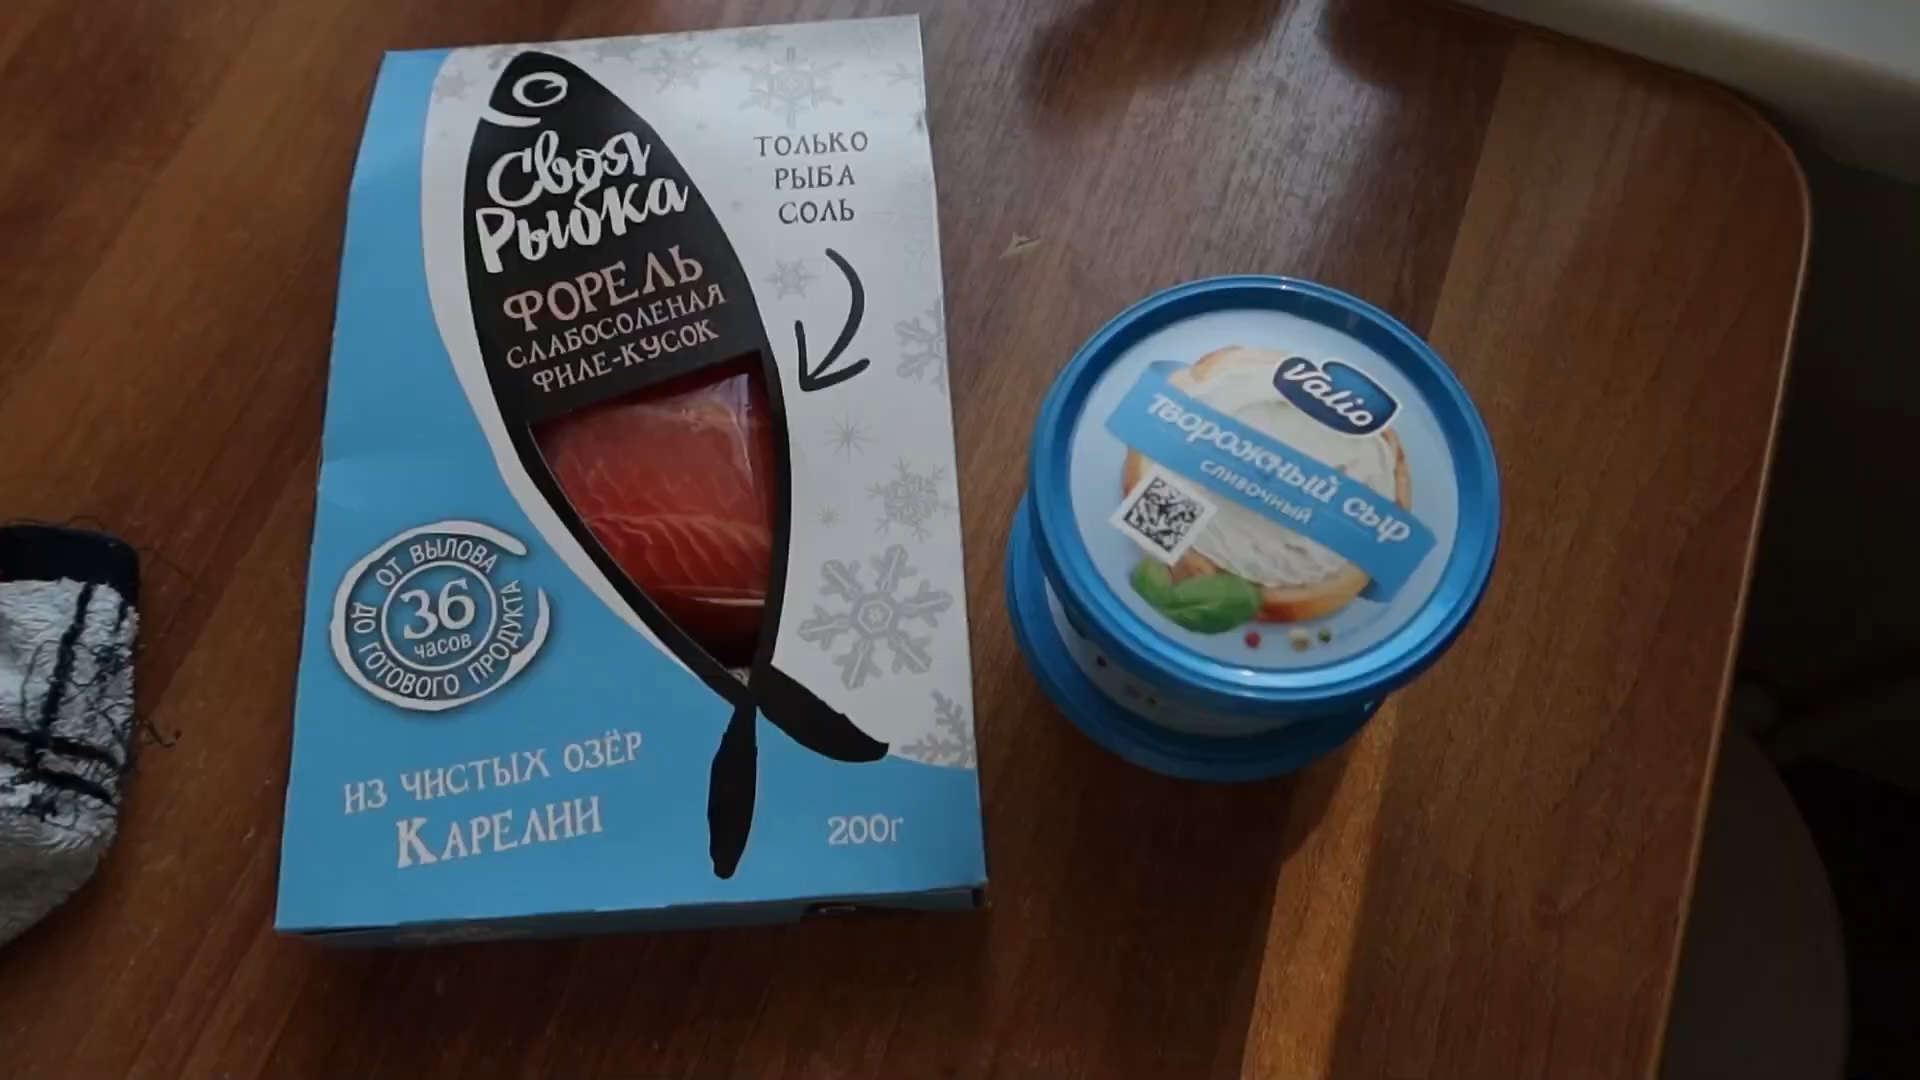 Своя
Рыбка
ФОРЕЛЬ
СЛАБОСОЛЕНАЯ
ФИЛЕ-КУСОК
ТОЛЬКО
РЫБА
СОЛЬ
ОТ ВЫЛОВА
ДО ГОТОВОГО ПРОДУКТА
36
часов
ИЗ ЧИСТЫХ ОЗЁР
КАРЕЛИИ
200г
Valio
ТВОРОЖНЫЙ СЫР
СЛИВОЧНЫЙ